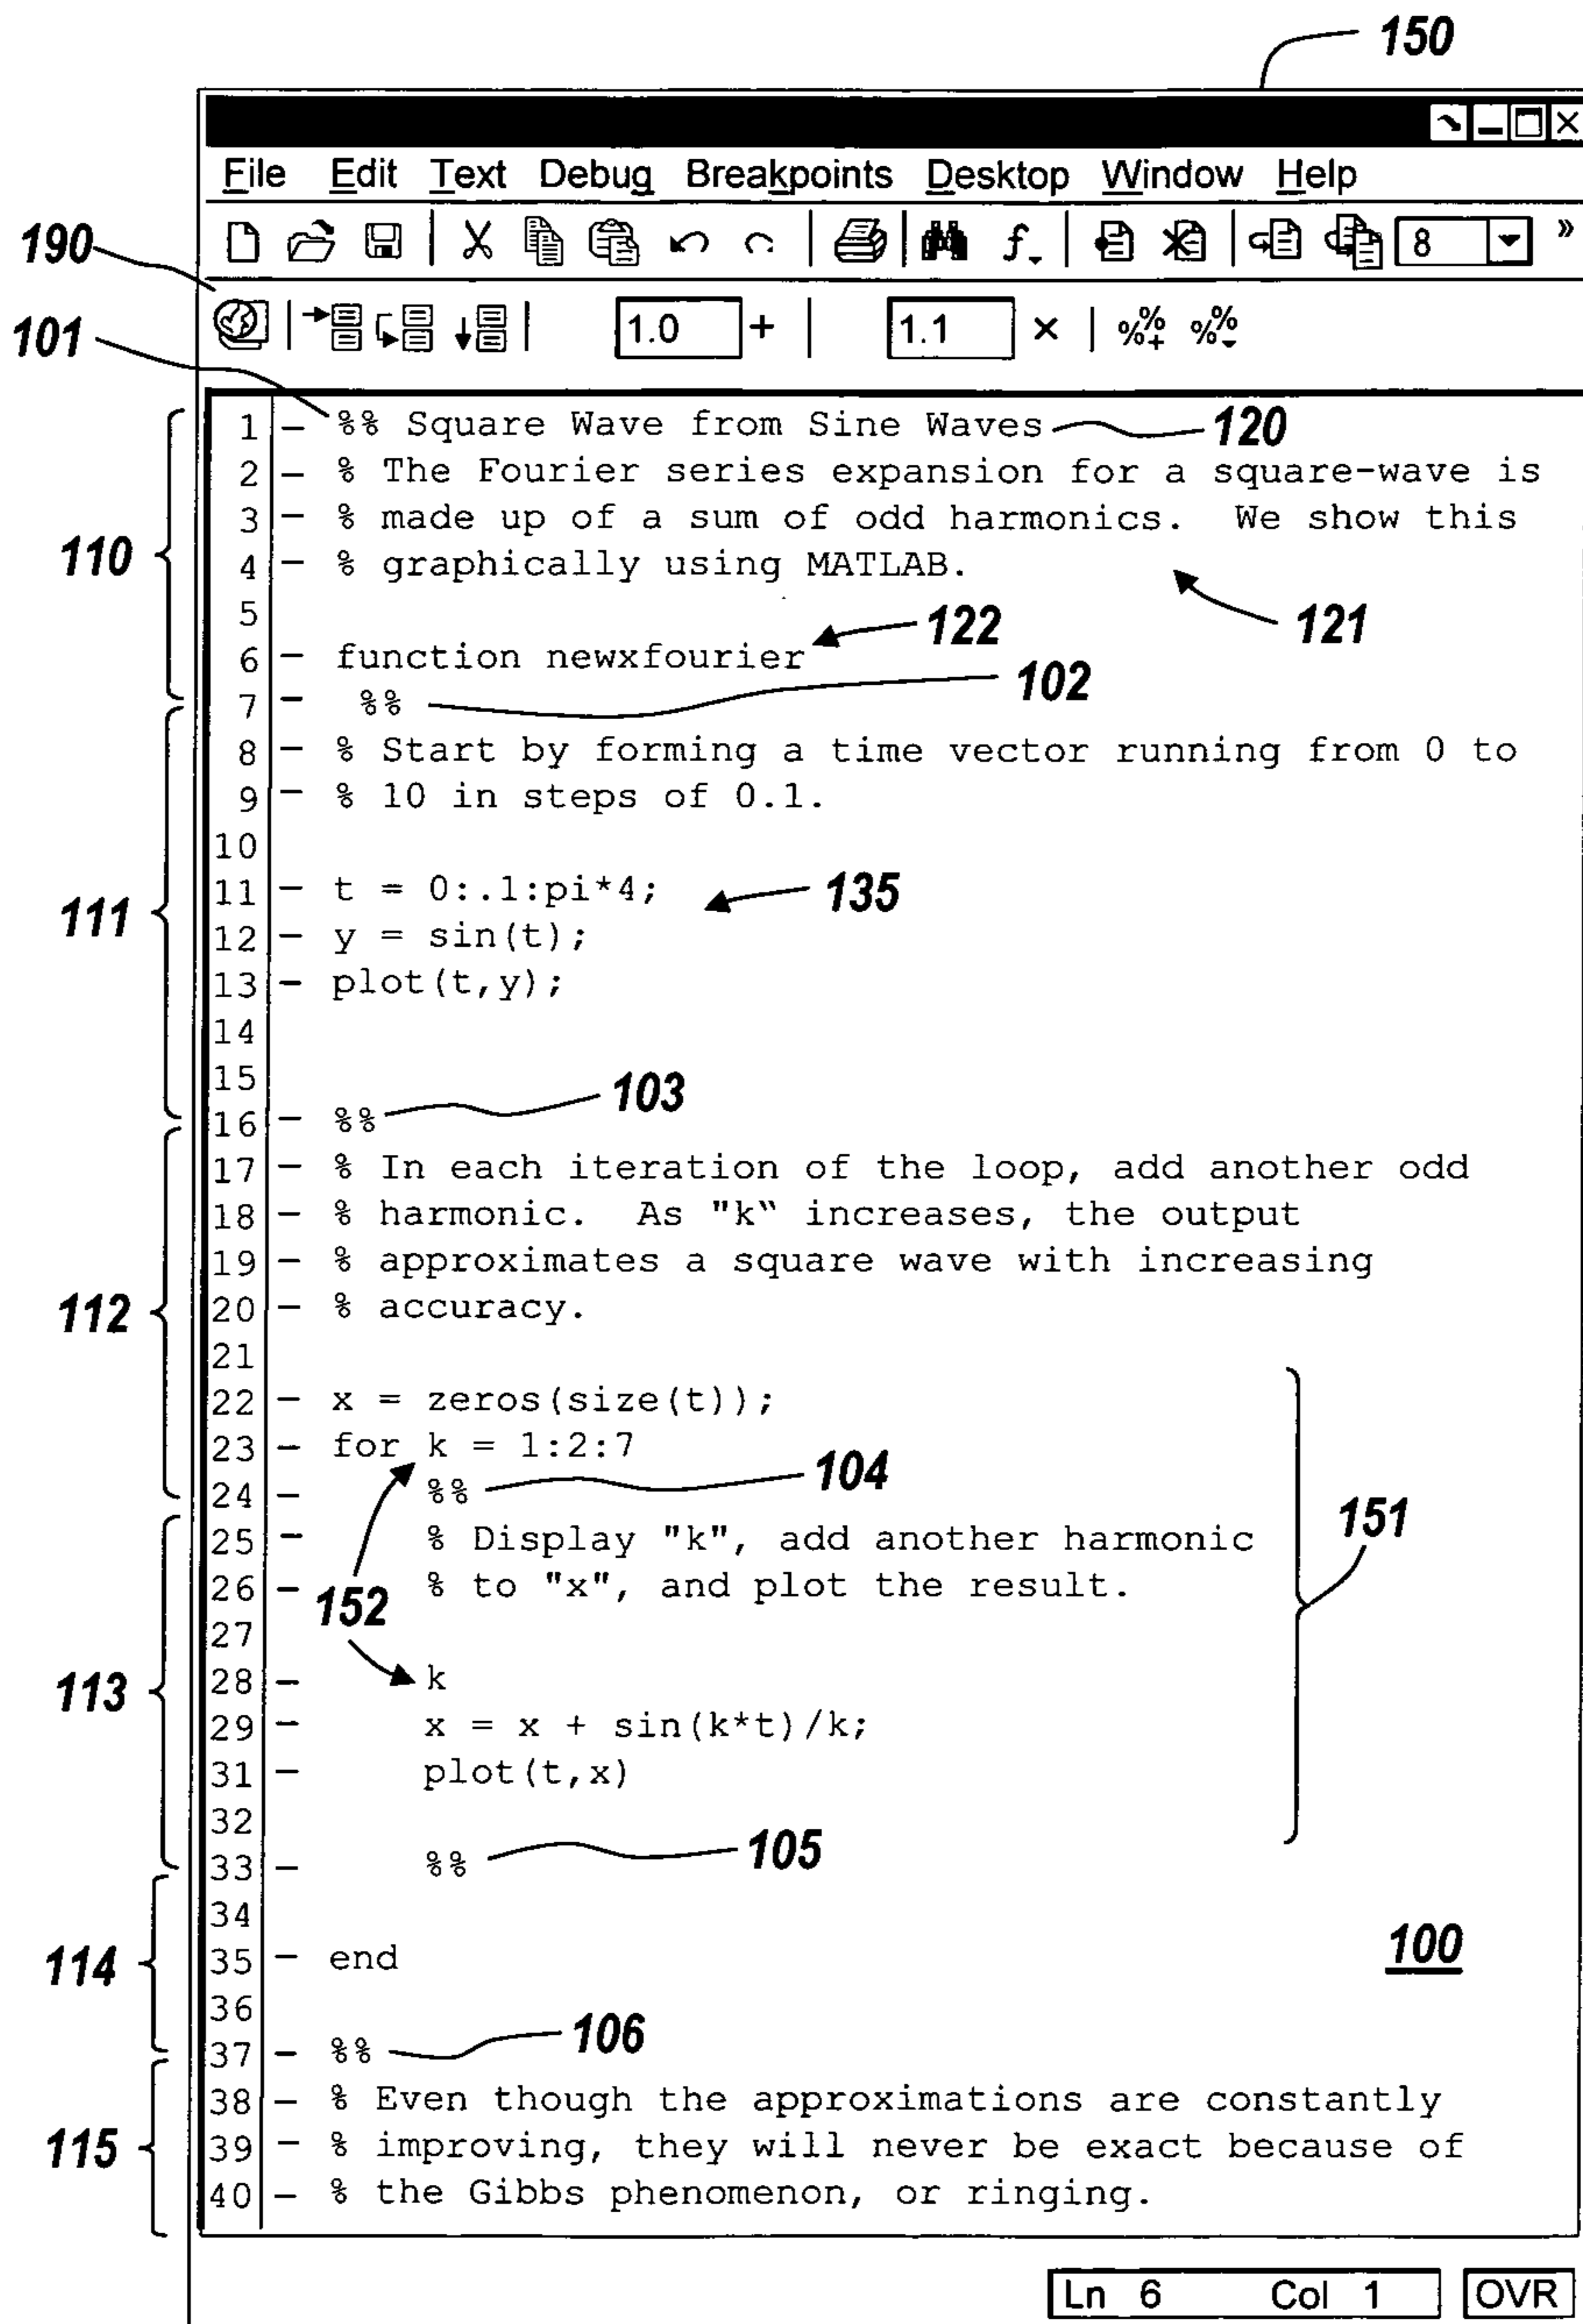 150
File Edit Text Debug Breakpoints Desktop Window Help
190
8 »
101
1.0 + 1.1 × %%+ %%-
1 – %% Square Wave from Sine Waves 120
2 – % The Fourier series expansion for a square-wave is
3 – % made up of a sum of odd harmonics. We show this
110
4 – % graphically using MATLAB.
5
122 121
6 – function newxfourier
102
7 – %%
8 – % Start by forming a time vector running from 0 to
9 – % 10 in steps of 0.1.
10
11 – t = 0:.1:pi*4; 135
111
12 – y = sin(t);
13 – plot(t,y);
14
15
103
16 – %%
17 – % In each iteration of the loop, add another odd
18 – % harmonic. As "k‟ increases, the output
19 – % approximates a square wave with increasing
112
20 – % accuracy.
21
22 – x = zeros(size(t));
23 – for k = 1:2:7
104
24 – %%
151
25 – % Display "k", add another harmonic
26 – % to "x", and plot the result.
152
27
113
28 – k
29 – x = x + sin(k*t)/k;
31 – plot(t,x)
32
105
33 – %%
34
100
114
35 – end
36
106
37 – %%
38 – % Even though the approximations are constantly
115
39 – % improving, they will never be exact because of
40 – % the Gibbs phenomenon, or ringing.
Ln 6 Col 1 OVR